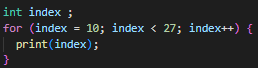 int index ;
for (index = 10; index < 27; index++) {
  print(index);
}